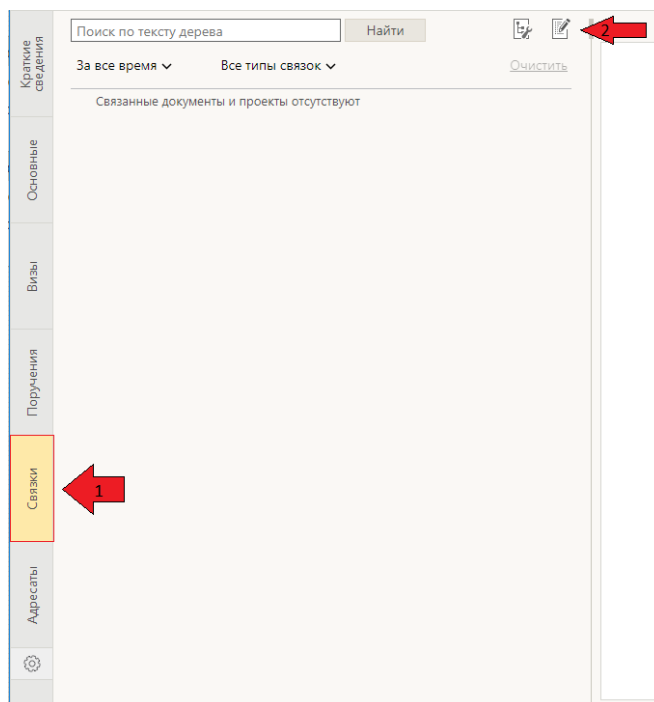 Краткие
сведения
Поиск по тексту дерева
Найти
2
За все время
Все типы связок
Очистить
Связанные документы и проекты отсутствуют
Основные
Визы
Поручения
Связки
1
Адресаты